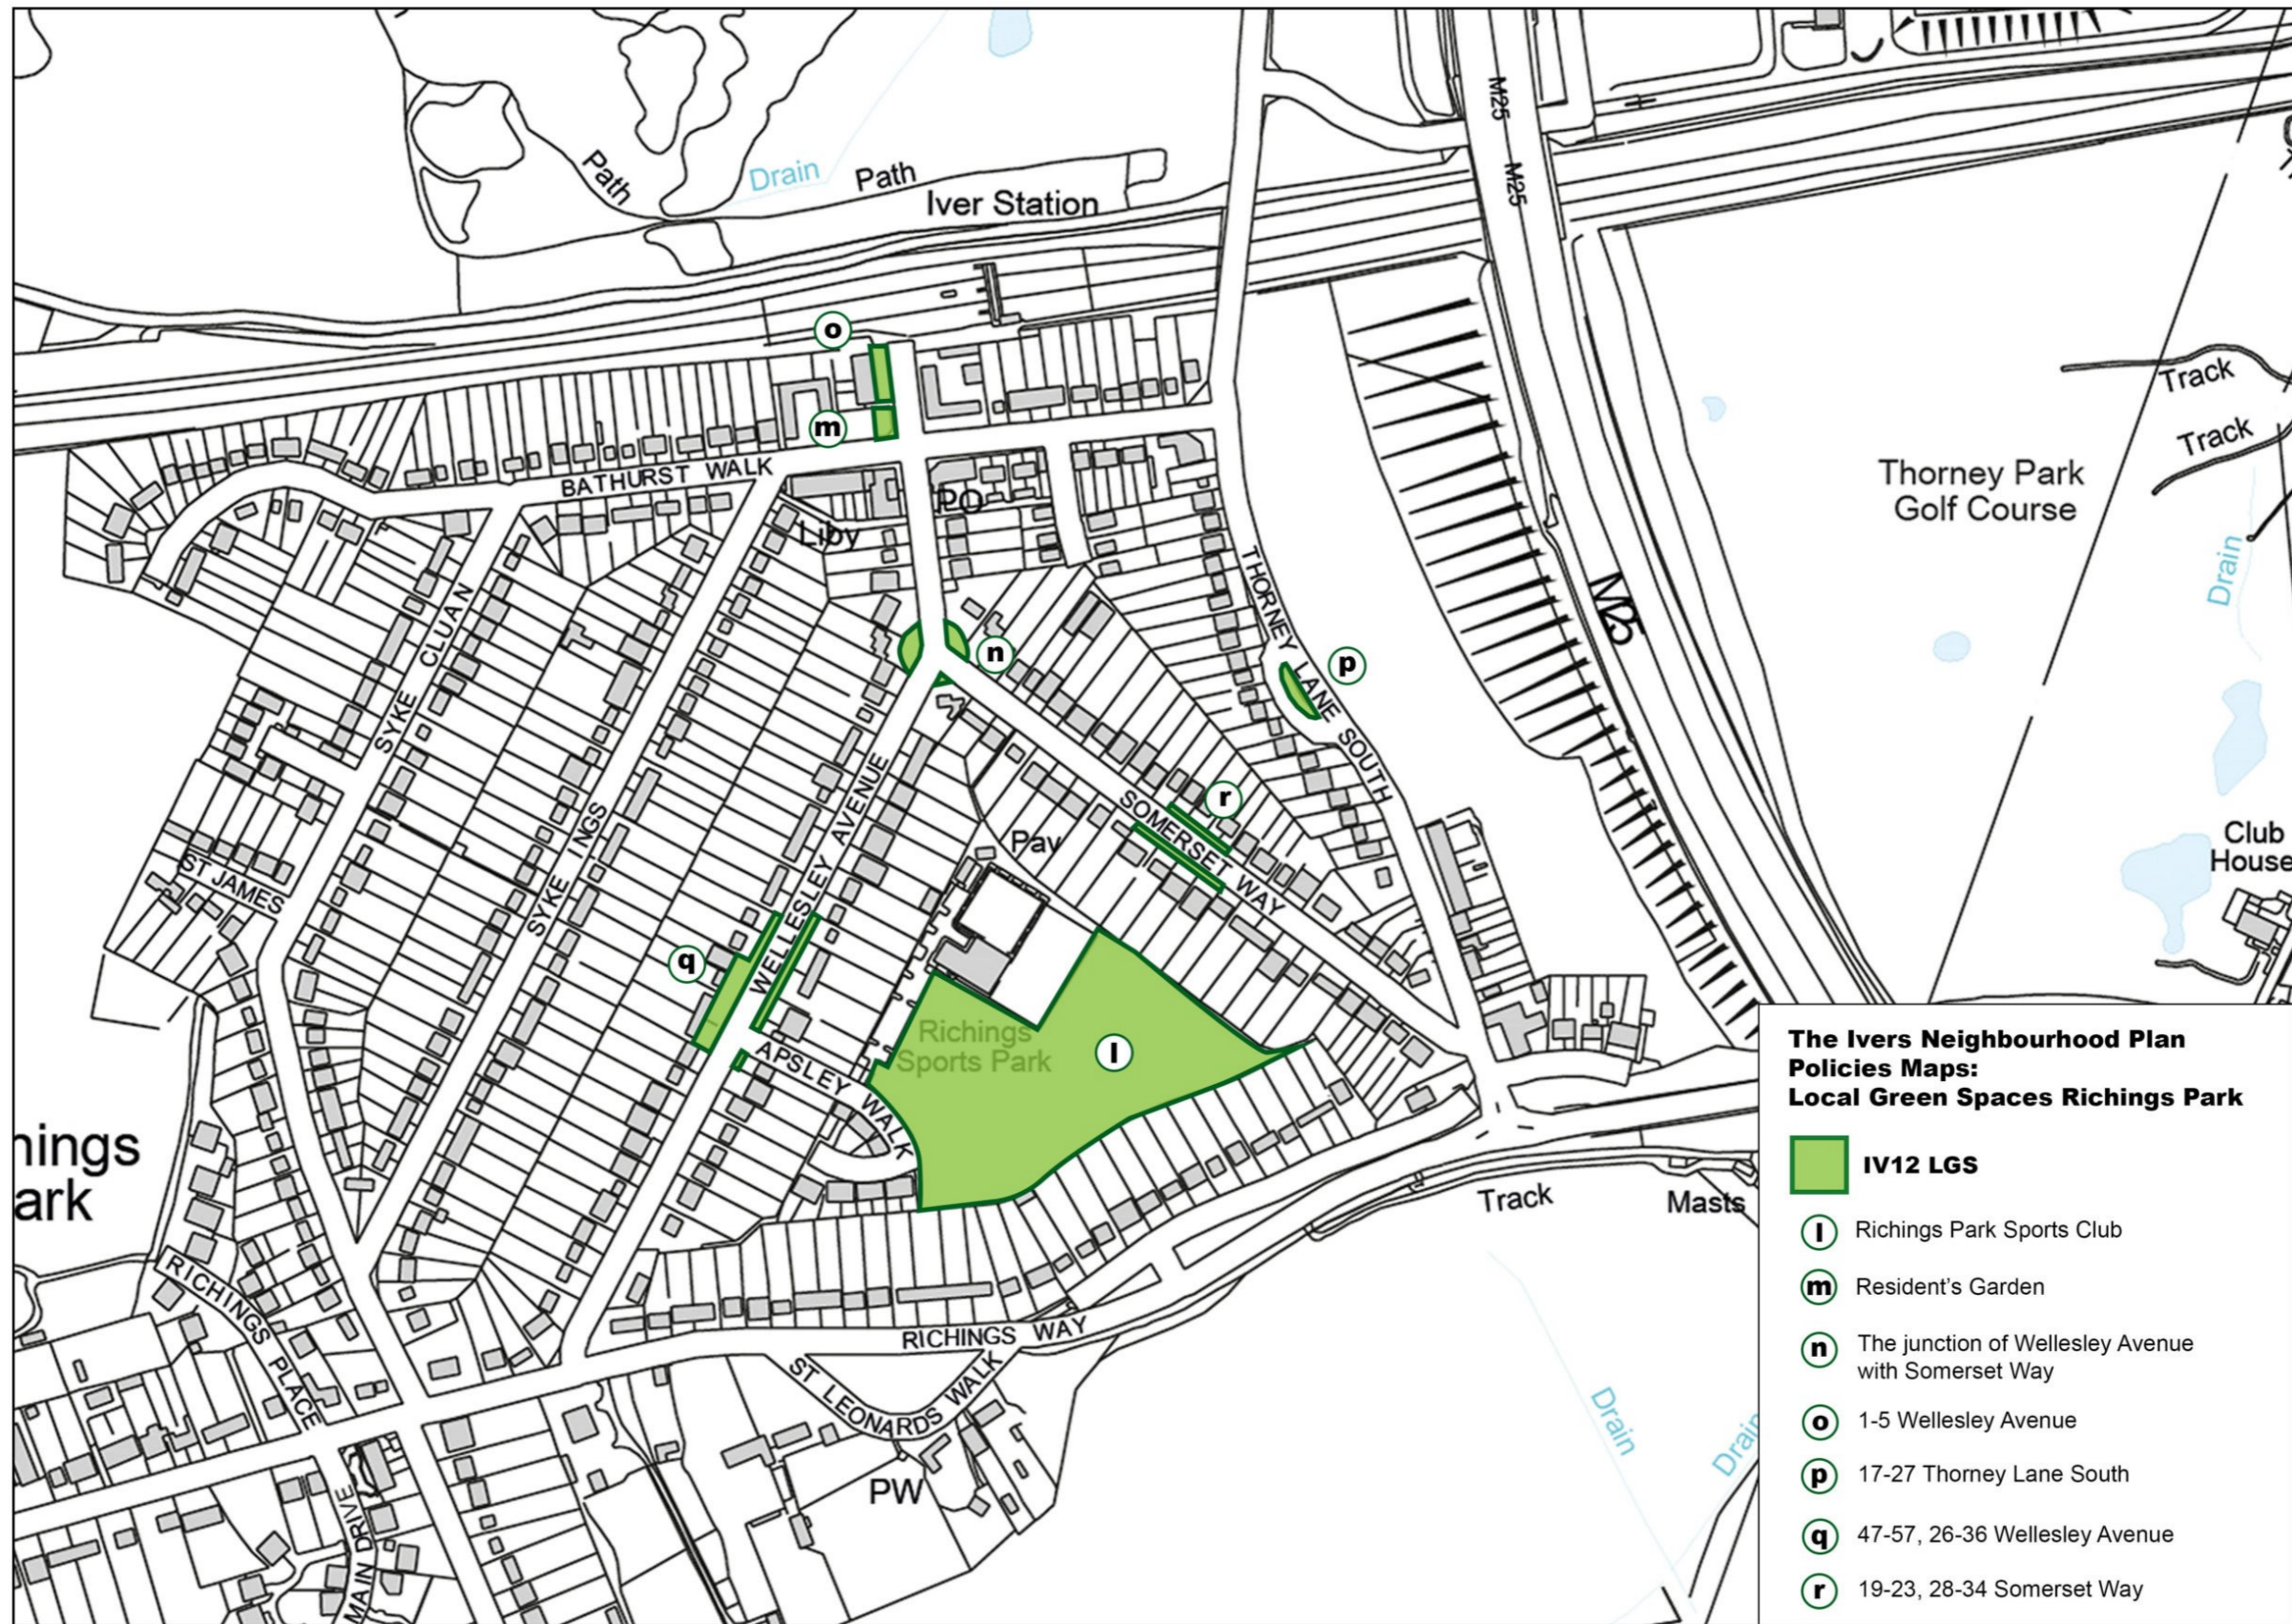 M25
M25
Path
Drain
Path
Iver Station
o
m
BATHURST WALK
PO
Liby
Track
Track
Thorney Park
Golf Course
Drain
THORNEY LANE SOUTH
M25
SYKE CLUAN
n
p
SYKE INGS
WELLESLEY AVENUE
r
SOMERSET WAY
Pav
ST JAMES
Club
House
q
Richings
Sports Park
l
APSLEY WALK
hings
ark
Track
Masts
RICHINGS PLACE
RICHINGS WAY
ST LEONARDS WALK
PW
MAIN DRIVE
Drain
Drain
The Ivers Neighbourhood Plan
Policies Maps:
Local Green Spaces Richings Park
IV12 LGS
l Richings Park Sports Club
m Resident's Garden
n The junction of Wellesley Avenue
with Somerset Way
o 1-5 Wellesley Avenue
p 17-27 Thorney Lane South
q 47-57, 26-36 Wellesley Avenue
r 19-23, 28-34 Somerset Way